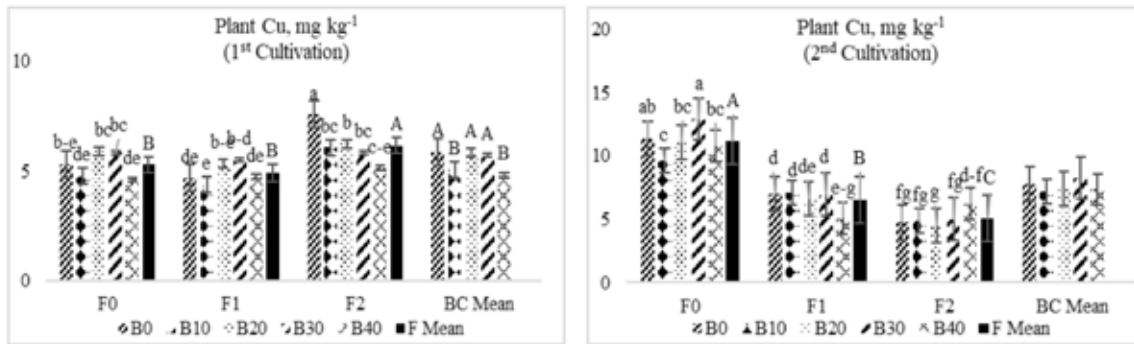 Plant Cu, mg kg⁻¹
(1ˢᵗ Cultivation)
10
5
0
b-e de bc bc de B
de e b-e b-d de B
a bc b bc c-e A
A B A A B
F0 F1 F2 BC Mean
B0 B10 B20 B30 B40 F Mean
Plant Cu, mg kg⁻¹
(2ⁿᵈ Cultivation)
20
15
10
5
0
ab c bc a bc A
d d de d e-g B
fg fg g fg d-f C
F0 F1 F2 BC Mean
B0 B10 B20 B30 B40 F Mean